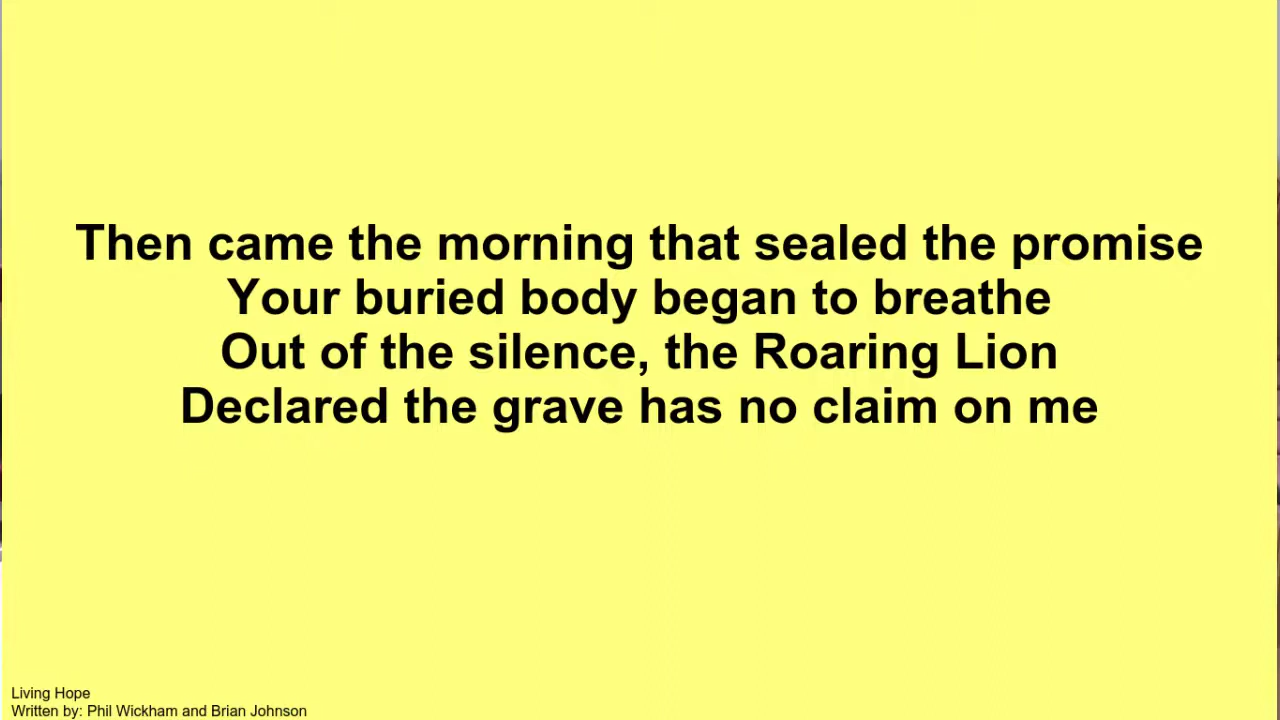 Then came the morning that sealed the promise
Your buried body began to breathe
Out of the silence, the Roaring Lion
Declared the grave has no claim on me
Living Hope
Written by: Phil Wickham and Brian Johnson